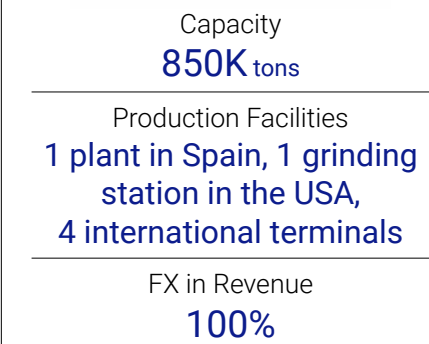 Capacity
850K tons
Production Facilities
1 plant in Spain, 1 grinding
station in the USA,
4 international terminals
FX in Revenue
100%